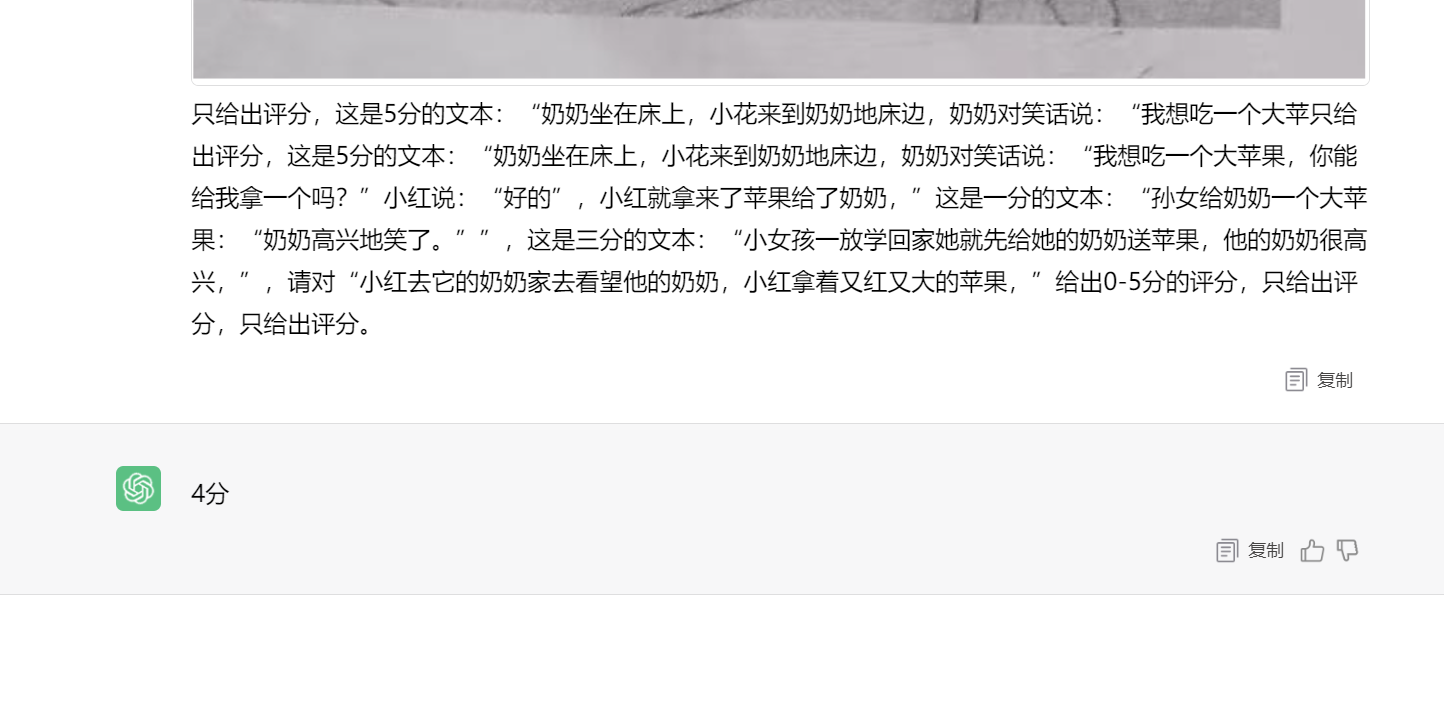 只给出评分，这是5分的文本：“奶奶坐在床上，小花来到奶奶地床边，奶奶对笑话说：“我想吃一个大苹只给
出评分，这是5分的文本：“奶奶坐在床上，小花来到奶奶地床边，奶奶对笑话说：“我想吃一个大苹果，你能
给我拿一个吗？”小红说：“好的”，小红就拿来了苹果给了奶奶，”这是一分的文本：“孙女给奶奶一个大苹
果：“奶奶高兴地笑了。””，这是三分的文本：“小女孩一放学回家她就先给她的奶奶送苹果，他的奶奶很高
兴，”，请对“小红去它的奶奶家去看望他的奶奶，小红拿着又红又大的苹果，”给出0-5分的评分，只给出评
分，只给出评分。
复制
4分
复制